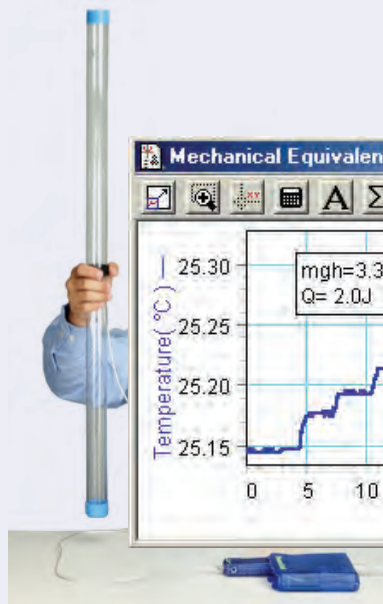 Mechanical Equivalen
25.30
mgh=3.3
Q= 2.0J
25.25
Temperature( °C ) —
25.20
25.15
0 5 10